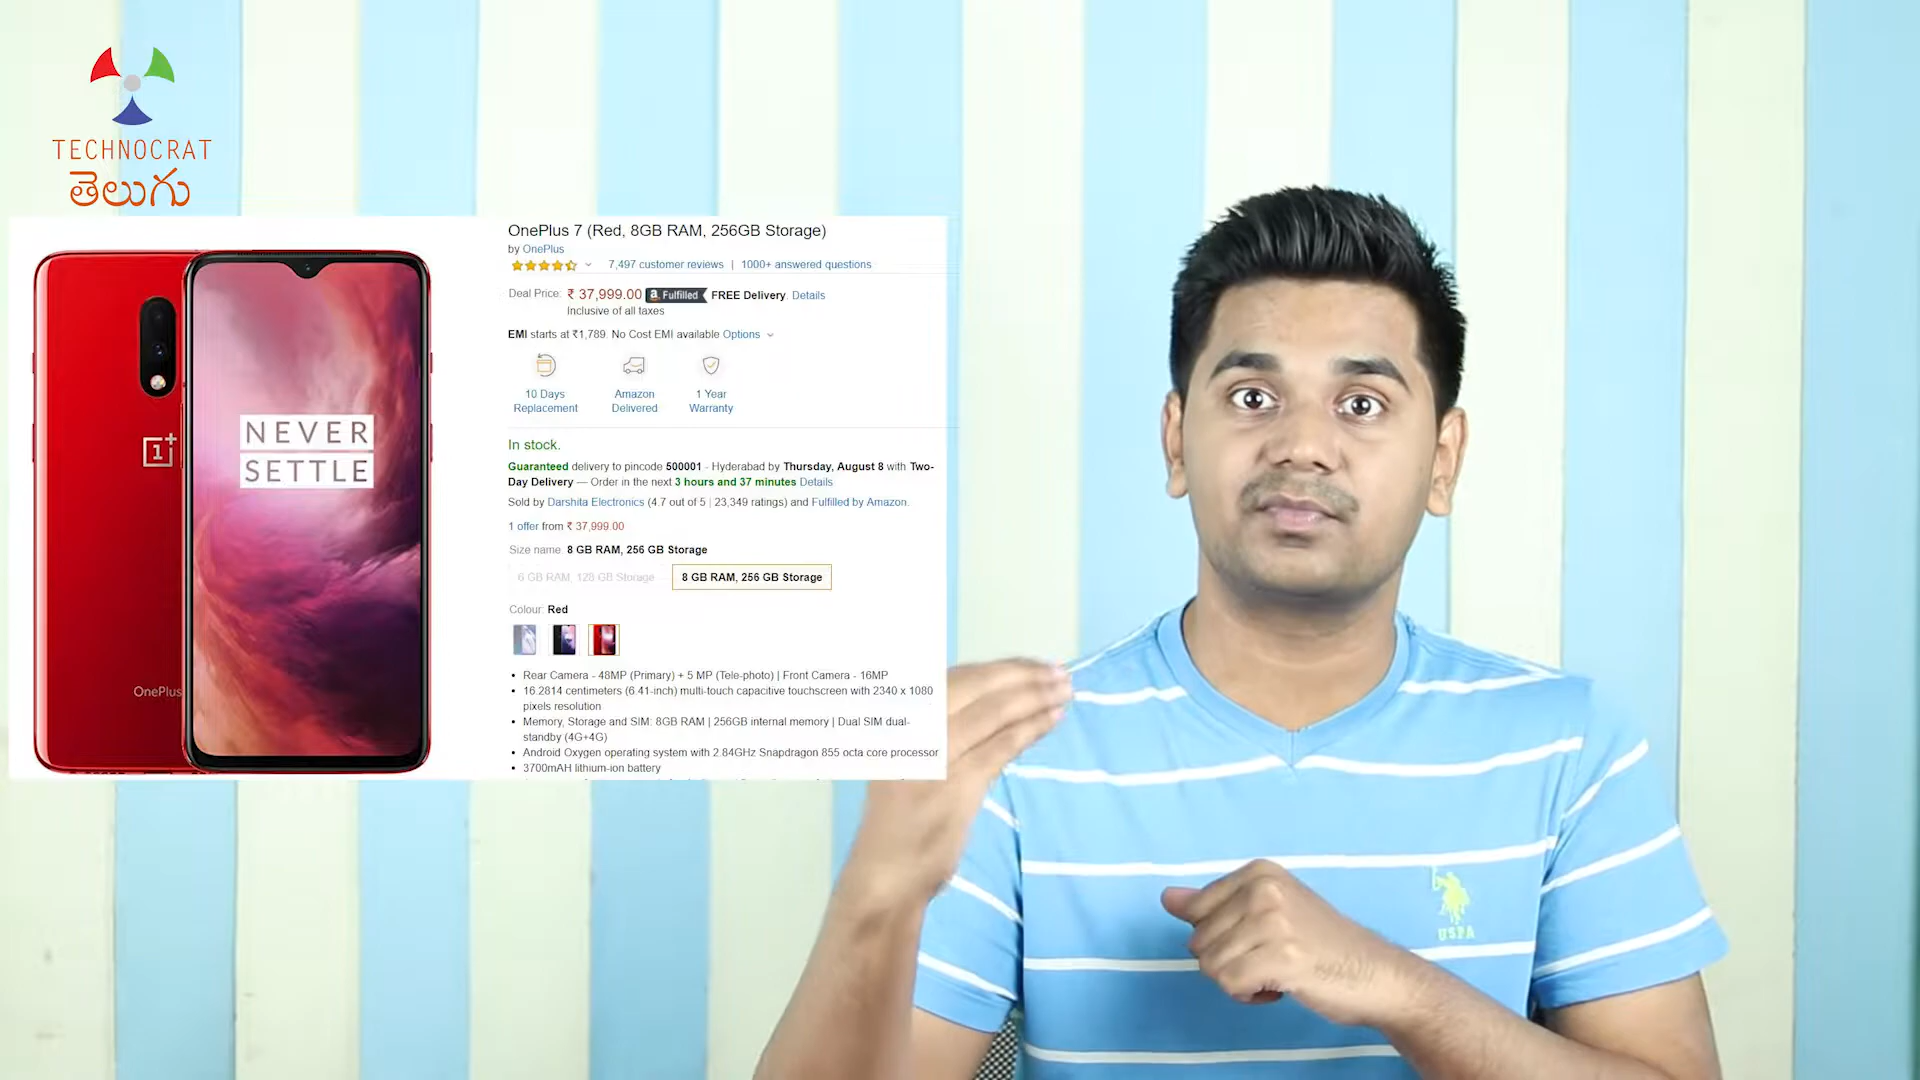 TECHNOCRAT
తెలుగు
OnePlus 7 (Red, 8GB RAM, 256GB Storage)
by OnePlus
7,497 customer reviews | 1000+ answered questions
Deal Price: ₹ 37,999.00 a Fulfilled FREE Delivery. Details
Inclusive of all taxes
EMI starts at ₹1,789. No Cost EMI available Options
10 Days Replacement
Amazon Delivered
1 Year Warranty
In stock.
Guaranteed delivery to pincode 500001 - Hyderabad by Thursday, August 8 with Two-
Day Delivery — Order in the next 3 hours and 37 minutes Details
Sold by Darshita Electronics (4.7 out of 5 | 23,349 ratings) and Fulfilled by Amazon.
1 offer from ₹ 37,999.00
Size name: 8 GB RAM, 256 GB Storage
6 GB RAM, 128 GB Storage 8 GB RAM, 256 GB Storage
Colour: Red
Rear Camera - 48MP (Primary) + 5 MP (Tele-photo) | Front Camera - 16MP
16.2814 centimeters (6.41-inch) multi-touch capacitive touchscreen with 2340 x 1080
pixels resolution
Memory, Storage and SIM: 8GB RAM | 256GB internal memory | Dual SIM dual-
standby (4G+4G)
Android Oxygen operating system with 2.84GHz Snapdragon 855 octa core processor
3700mAH lithium-ion battery
NEVER
SETTLE
OnePlus
USPA